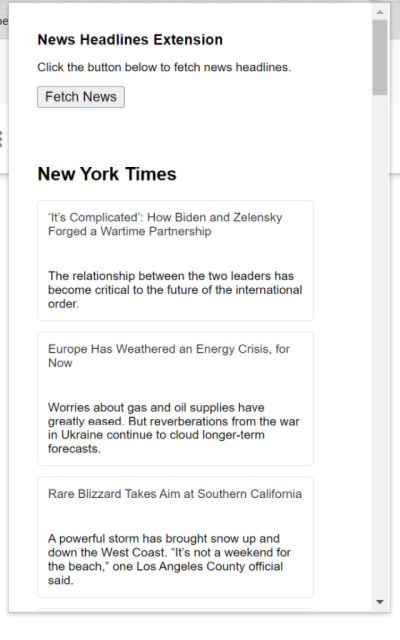 News Headlines Extension
Click the button below to fetch news headlines.
Fetch News
New York Times
‘It’s Complicated’: How Biden and Zelensky
Forged a Wartime Partnership
The relationship between the two leaders has
become critical to the future of the international
order.
Europe Has Weathered an Energy Crisis, for
Now
Worries about gas and oil supplies have
greatly eased. But reverberations from the war
in Ukraine continue to cloud longer-term
forecasts.
Rare Blizzard Takes Aim at Southern California
A powerful storm has brought snow up and
down the West Coast. “It’s not a weekend for
the beach,” one Los Angeles County official
said.